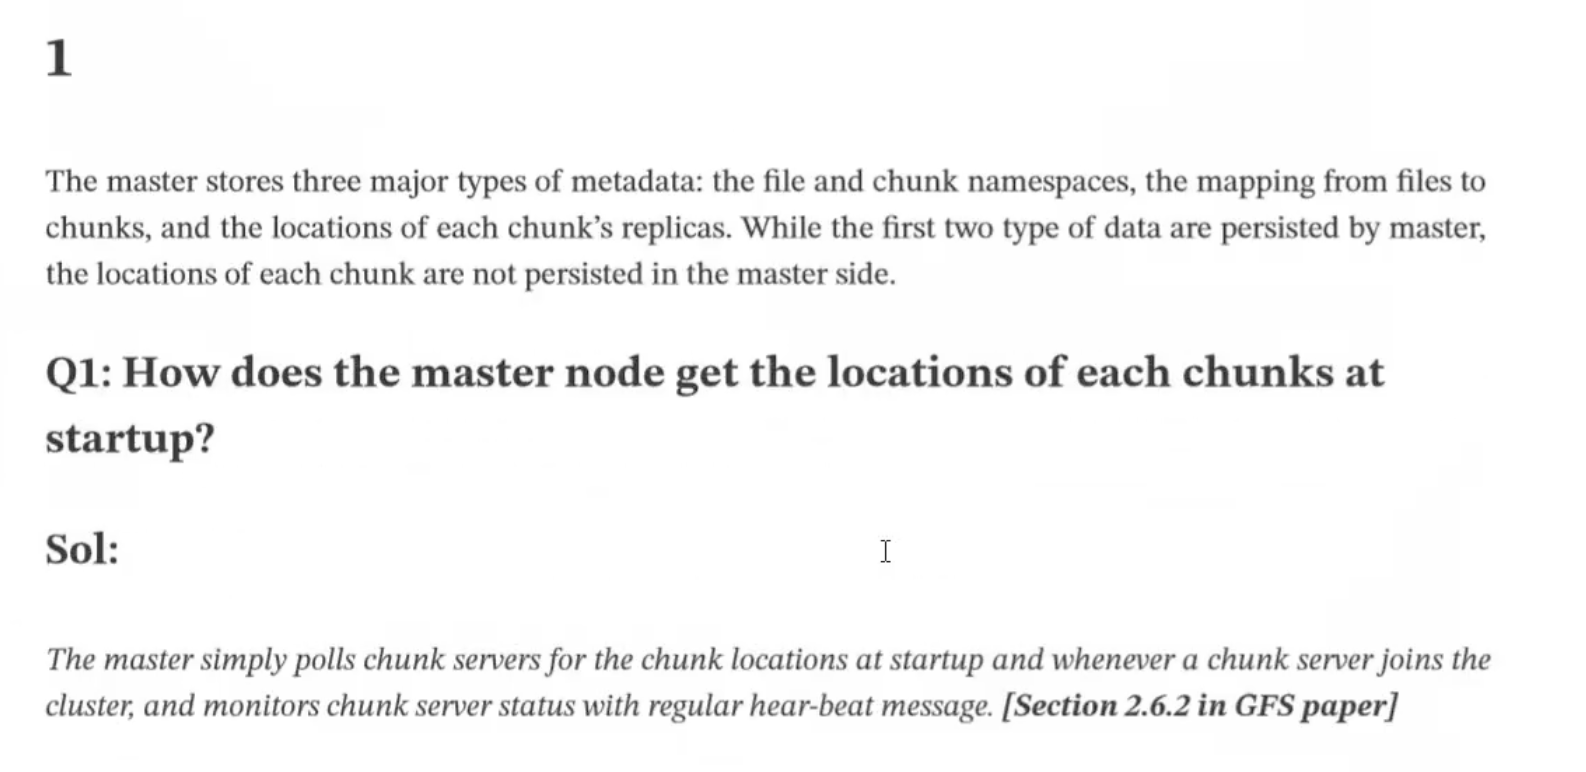 1
The master stores three major types of metadata: the file and chunk namespaces, the mapping from files to
chunks, and the locations of each chunk’s replicas. While the first two type of data are persisted by master,
the locations of each chunk are not persisted in the master side.
Q1: How does the master node get the locations of each chunks at
startup?
Sol:
The master simply polls chunk servers for the chunk locations at startup and whenever a chunk server joins the
cluster, and monitors chunk server status with regular hear-beat message. [Section 2.6.2 in GFS paper]